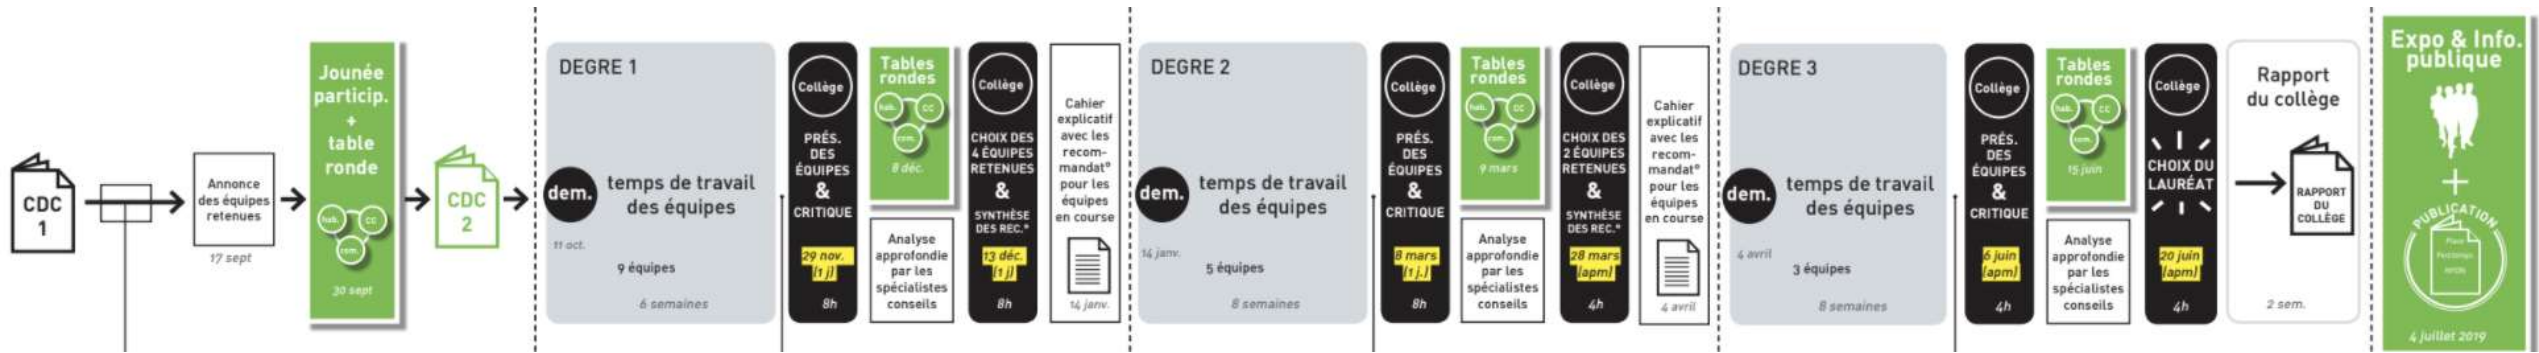 CDC
1
Annonce
des équipes
retenues
17 sept
Jounée
particip.
+
table
ronde
hab.
CC
com.
30 sept
CDC
2
DEGRE 1
dem.
temps de travail
des équipes
11 oct.
9 équipes
6 semaines
Collège
PRÉS.
DES
ÉQUIPES
&
CRITIQUE
29 nov.
(1 j)
8h
Tables
rondes
hab.
CC
com.
8 déc.
Analyse
approfondie
par les
spécialistes
conseils
Collège
CHOIX DES
4 ÉQUIPES
RETENUES
&
SYNTHÈSE
DES REC.*
13 déc.
(1 j)
8h
Cahier
explicatif
avec les
recom-
mandat°
pour les
équipes
en course
14 janv.
DEGRE 2
dem.
temps de travail
des équipes
14 janv.
5 équipes
8 semaines
Collège
PRÉS.
DES
ÉQUIPES
&
CRITIQUE
8 mars
(1 j.)
8h
Tables
rondes
hab.
CC
com.
9 mars
Analyse
approfondie
par les
spécialistes
conseils
Collège
CHOIX DES
2 ÉQUIPES
RETENUES
&
SYNTHÈSE
DES REC.*
28 mars
(apm)
4h
Cahier
explicatif
avec les
recom-
mandat°
pour les
équipes
en course
4 avril
DEGRE 3
dem.
temps de travail
des équipes
4 avril
3 équipes
8 semaines
Collège
PRÉS.
DES
ÉQUIPES
&
CRITIQUE
6 juin
(apm)
4h
Tables
rondes
hab.
CC
com.
15 juin
Analyse
approfondie
par les
spécialistes
conseils
Collège
CHOIX DU
LAURÉAT
20 juin
(apm)
4h
Rapport
du collège
RAPPORT
DU
COLLÈGE
2 sem.
Expo & Info.
publique
+
PUBLICATION
Place
Perdtemps
NYON
4 juillet 2019